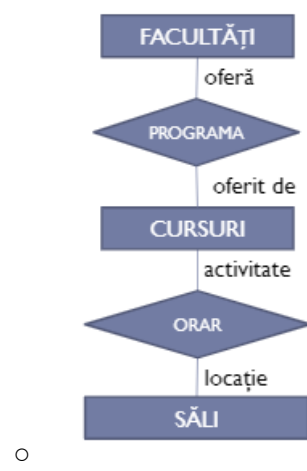 FACULTĂȚI
oferă
PROGRAMA
oferit de
CURSURI
activitate
ORAR
locație
SĂLI